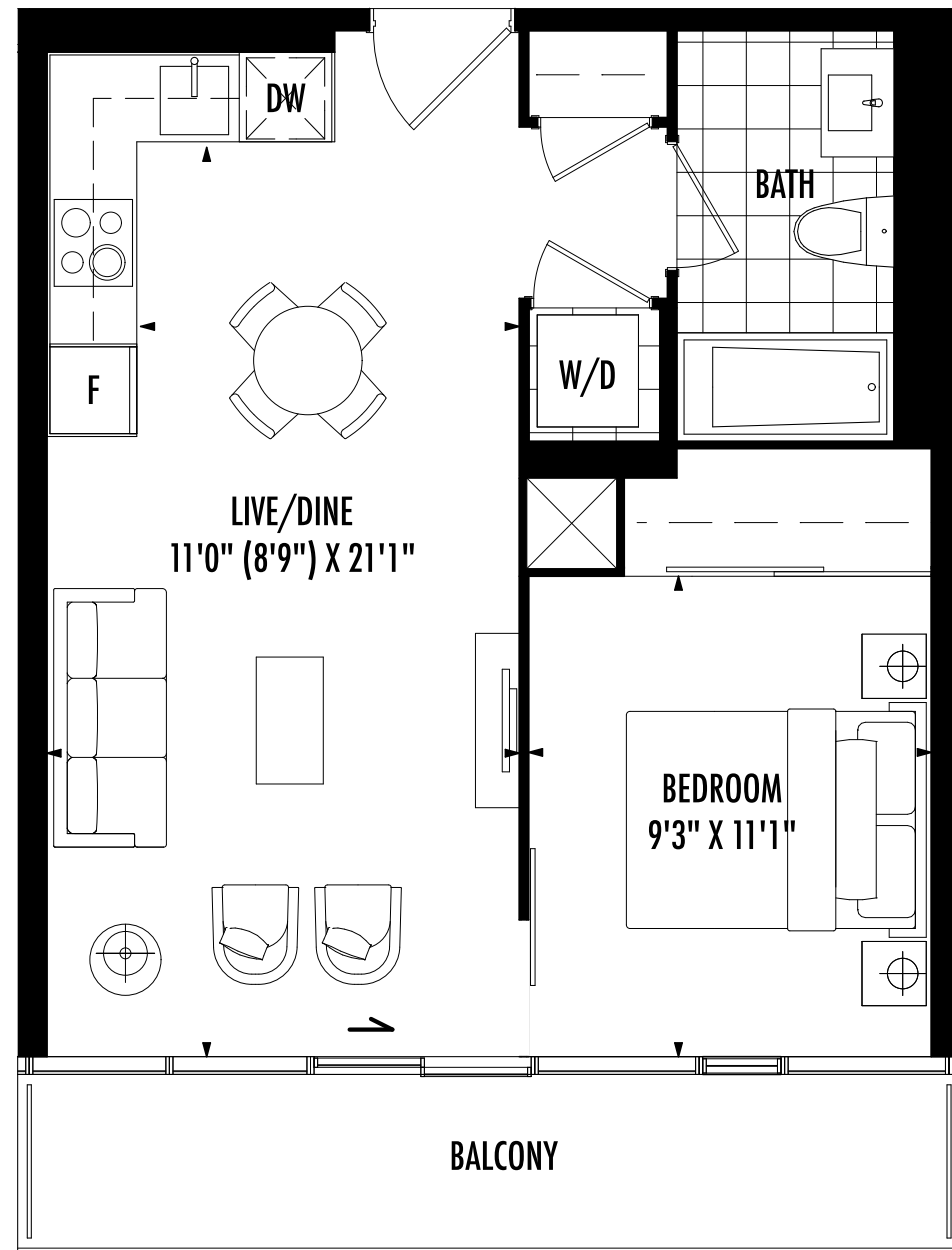 DW
BATH
F
W/D
LIVE/DINE
11'0" (8'9") X 21'1"
BEDROOM
9'3" X 11'1"
BALCONY